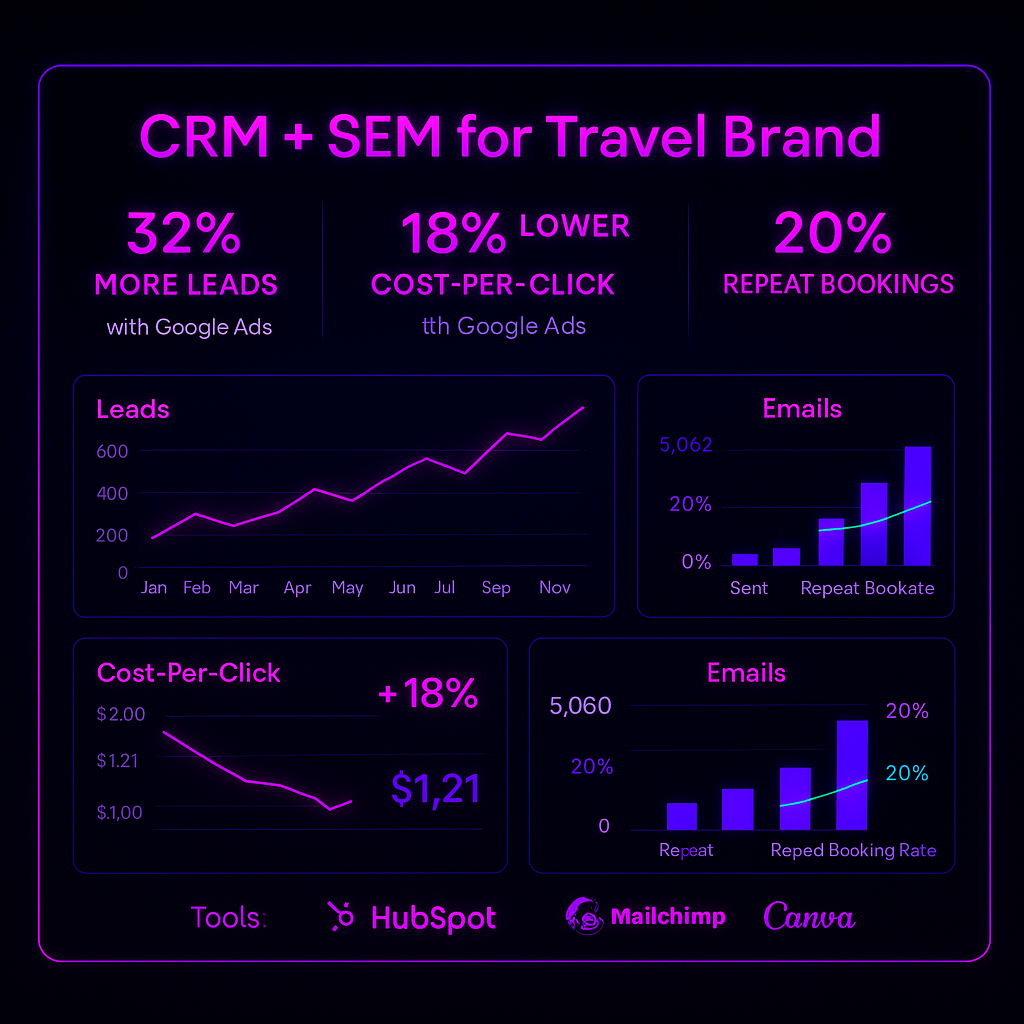 CRM + SEM for Travel Brand
32%
MORE LEADS
with Google Ads
18% LOWER
COST-PER-CLICK
tth Google Ads
20%
REPEAT BOOKINGS
Leads
600
400
200
0
Jan Feb Mar Apr May Jun Jul Sep Nov
Emails
5,062
20%
0%
Sent Repeat Bookate
Cost-Per-Click
+18%
$2.00
$1.21
$1,21
$.1,00
Emails
5,060
20%
20%
20%
0
Repeat Reped Booking Rate
Tools: HubSpot Mailchimp Canva